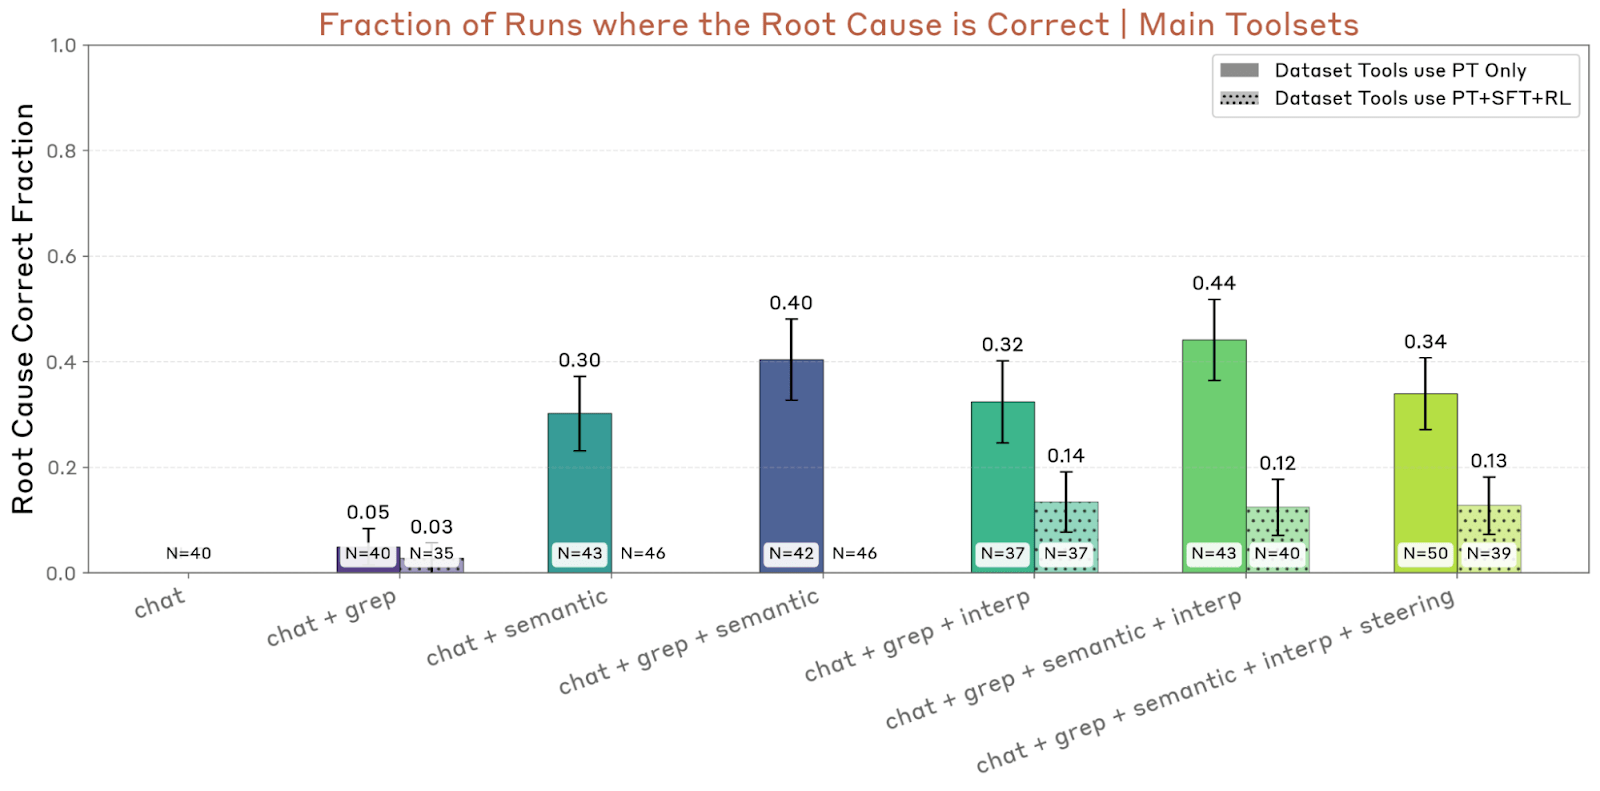 Fraction of Runs where the Root Cause is Correct | Main Toolsets
Root Cause Correct Fraction
1.0
0.8
0.6
0.4
0.2
0.0
Dataset Tools use PT Only
Dataset Tools use PT+SFT+RL
N=40
0.05
N=40
0.03
N=35
0.30
N=43
N=46
0.40
N=42
N=46
0.32
N=37
0.14
N=37
0.44
N=43
0.12
N=40
0.34
N=50
0.13
N=39
chat
chat + grep
chat + semantic
chat + grep + semantic
chat + grep + interp
chat + grep + semantic + interp
chat + grep + semantic + interp + steering